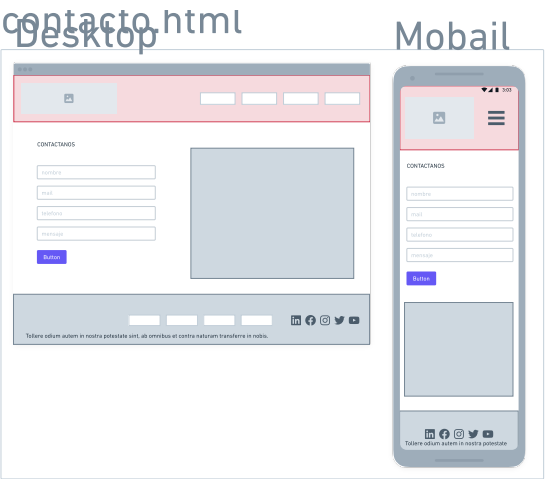 contacto.html
Desktop
Mobail
CONTACTANOS
nombre
mail
telefono
mensaje
Button
Tollere odium autem in nostra potestate sint, ab omnibus et contra naturam transferre in nobis.
3:03
CONTACTANOS
nombre
mail
telefono
mensaje
Button
Tollere odium autem in nostra potestate